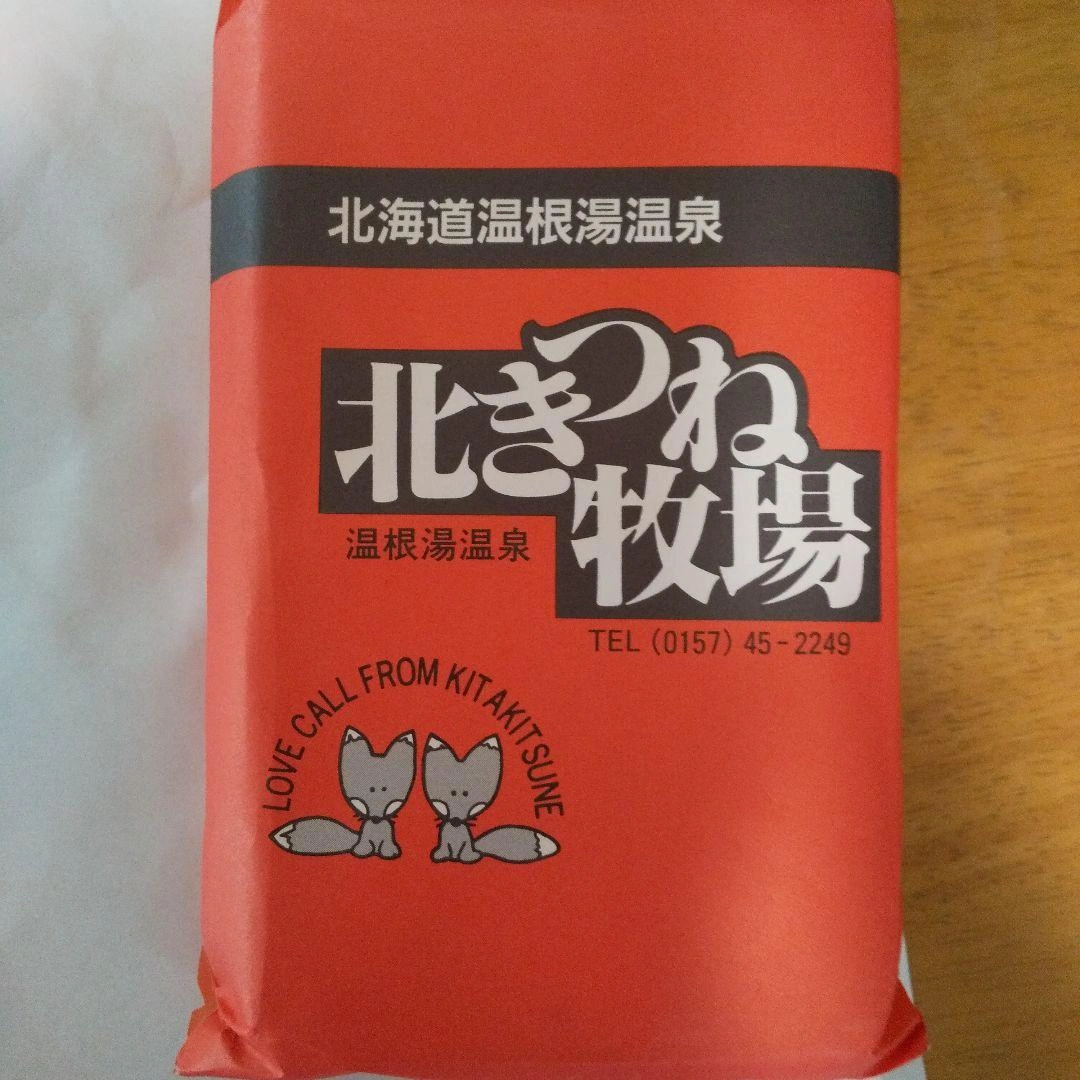 北海道温根湯温泉
北きつね
牧場
温根湯温泉
TEL (0157) 45-2249
LOVE CALL FROM KITAKITSUNE